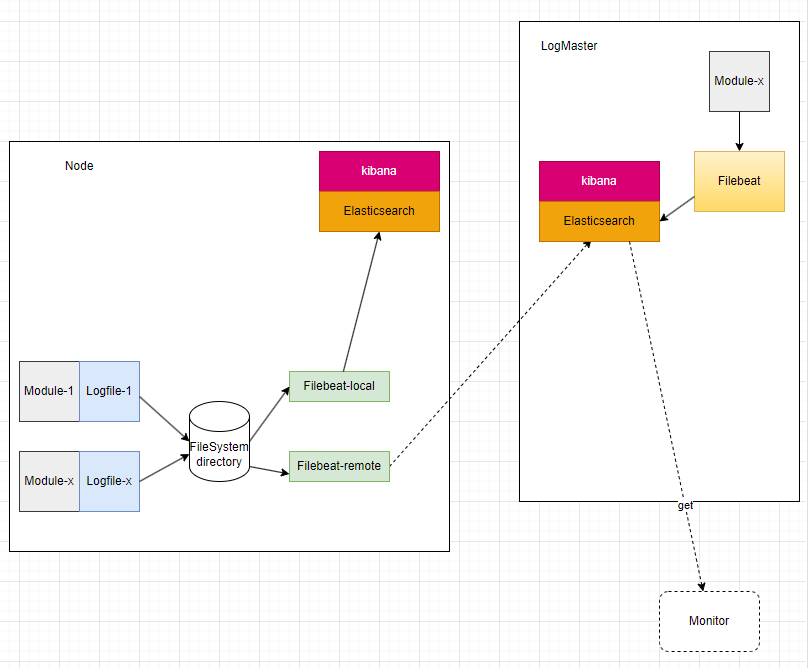 LogMaster
Module-x
kibana
Elasticsearch
Filebeat
Node
kibana
Elasticsearch
Module-1
Logfile-1
FileSystem
directory
Filebeat-local
Module-x
Logfile-x
Filebeat-remote
get
Monitor